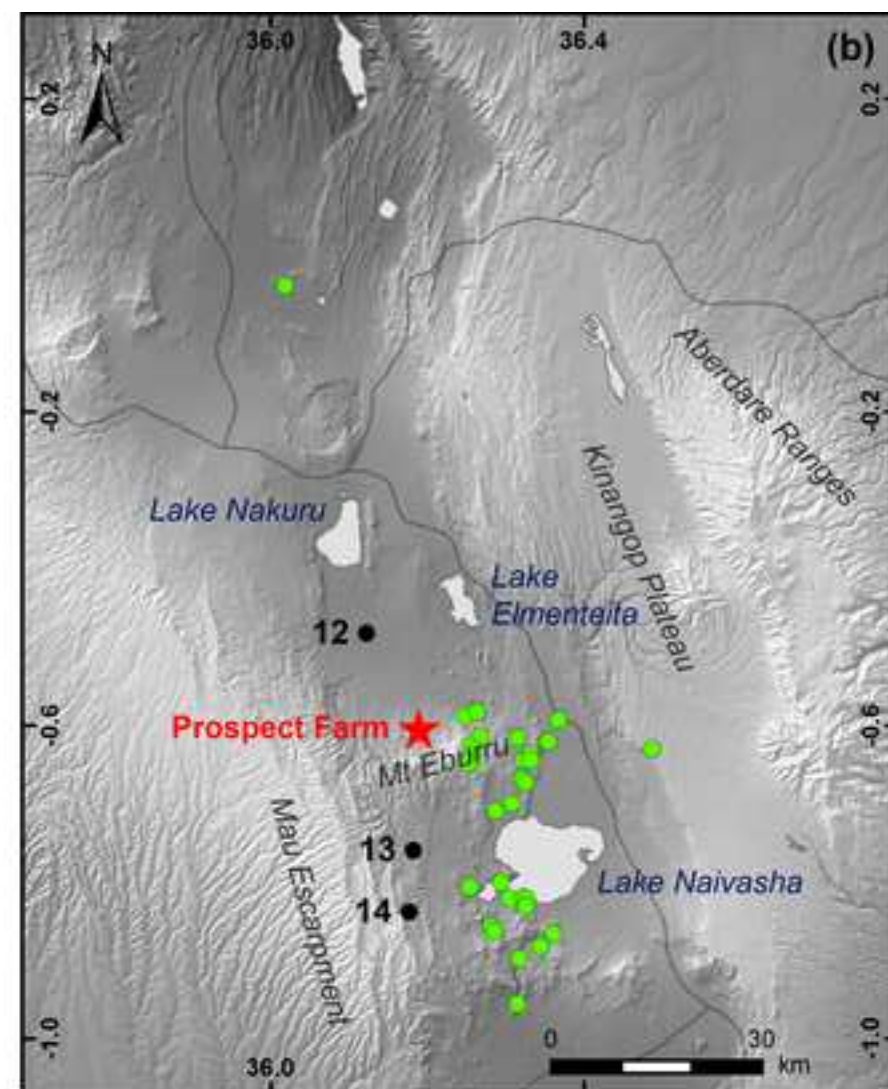 36.0
36.4
(b)
N
0.2
0.2
-0.2
-0.2
Aberdare Ranges
Kinangop Plateau
Lake Nakuru
Lake
Elmenteita
12
Prospect Farm
-0.6
-0.6
Mt Eburru
Mau Escarpment
13
Lake Naivasha
14
-1.0
-1.0
36.0
0
30
km